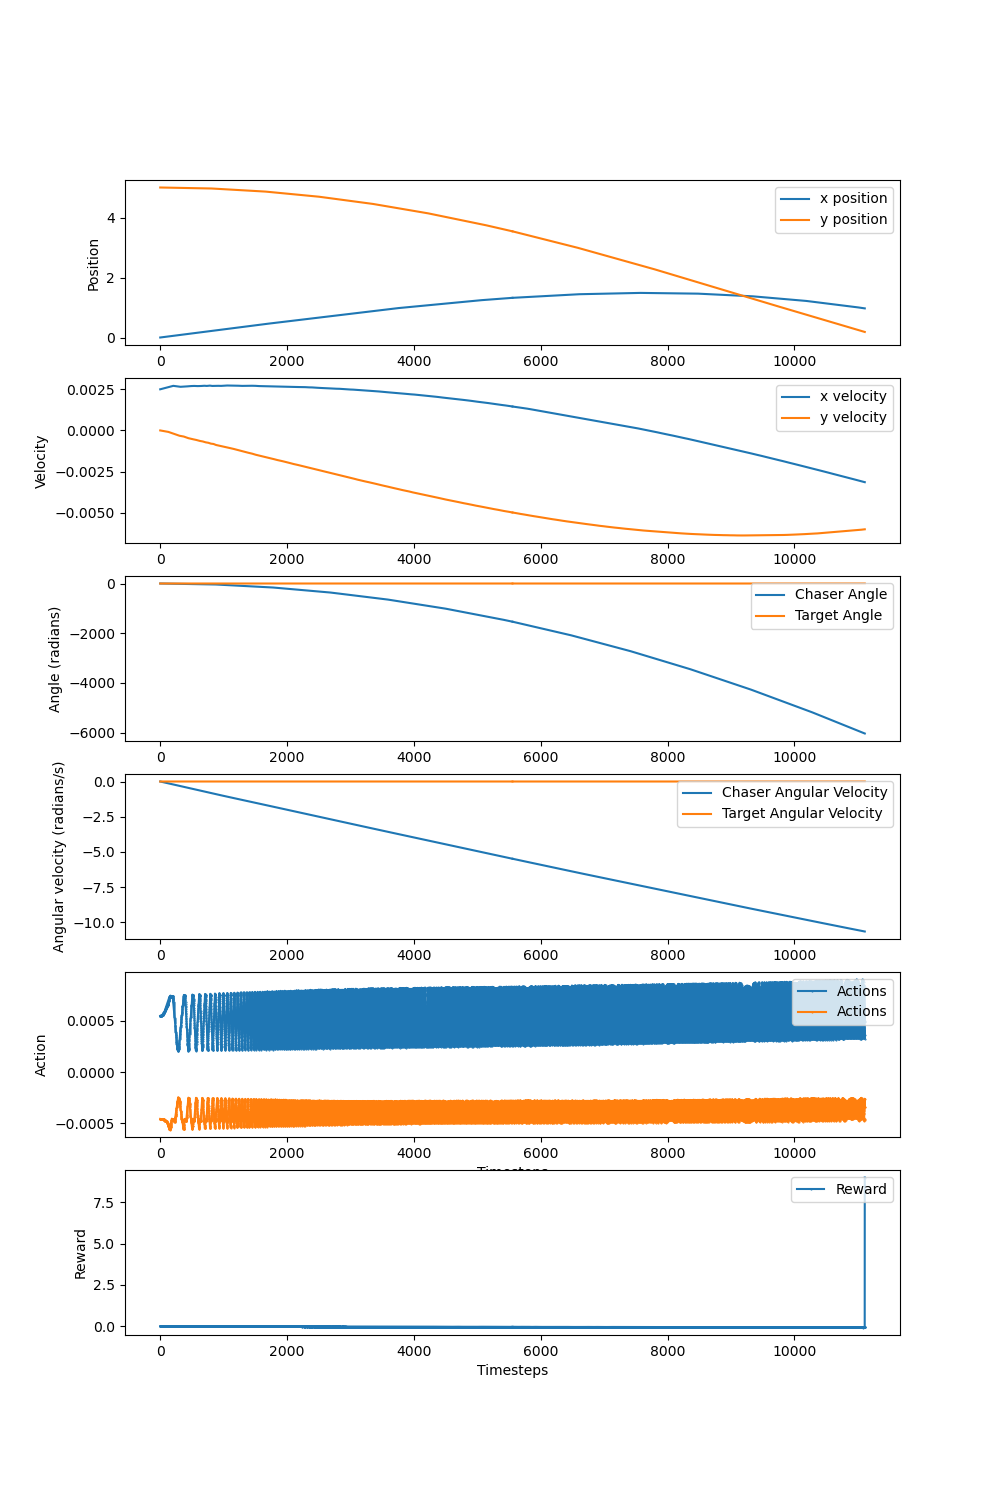 x position
y position
Position
4
2
0
0 2000 4000 6000 8000 10000
x velocity
y velocity
Velocity
0.0025
0.0000
−0.0025
−0.0050
0 2000 4000 6000 8000 10000
Chaser Angle
Target Angle
Angle (radians)
0
−2000
−4000
−6000
0 2000 4000 6000 8000 10000
Chaser Angular Velocity
Target Angular Velocity
Angular velocity (radians/s)
0.0
−2.5
−5.0
−7.5
−10.0
0 2000 4000 6000 8000 10000
Actions
Actions
Action
0.0005
0.0000
−0.0005
0 2000 4000 6000 8000 10000
Timesteps
Reward
Reward
7.5
5.0
2.5
0.0
0 2000 4000 6000 8000 10000
Timesteps